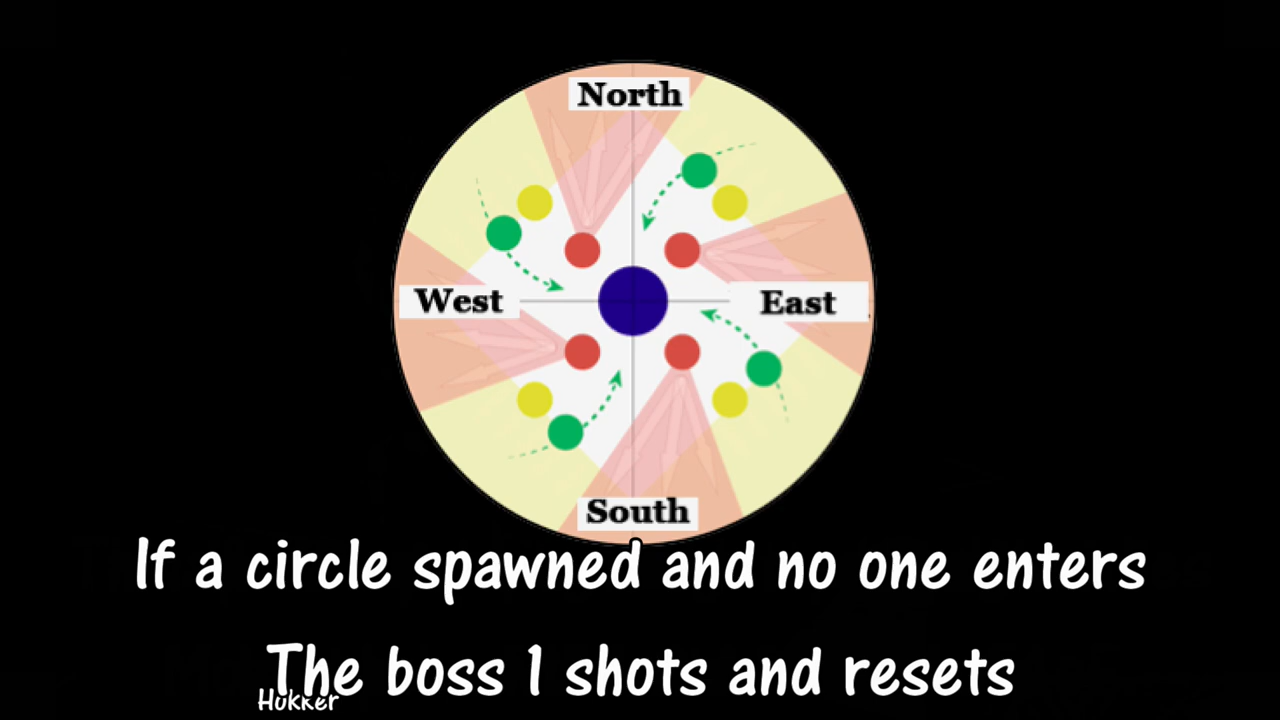 North
West
East
South
If a circle spawned and no one enters
The boss 1 shots and resets
Hukker